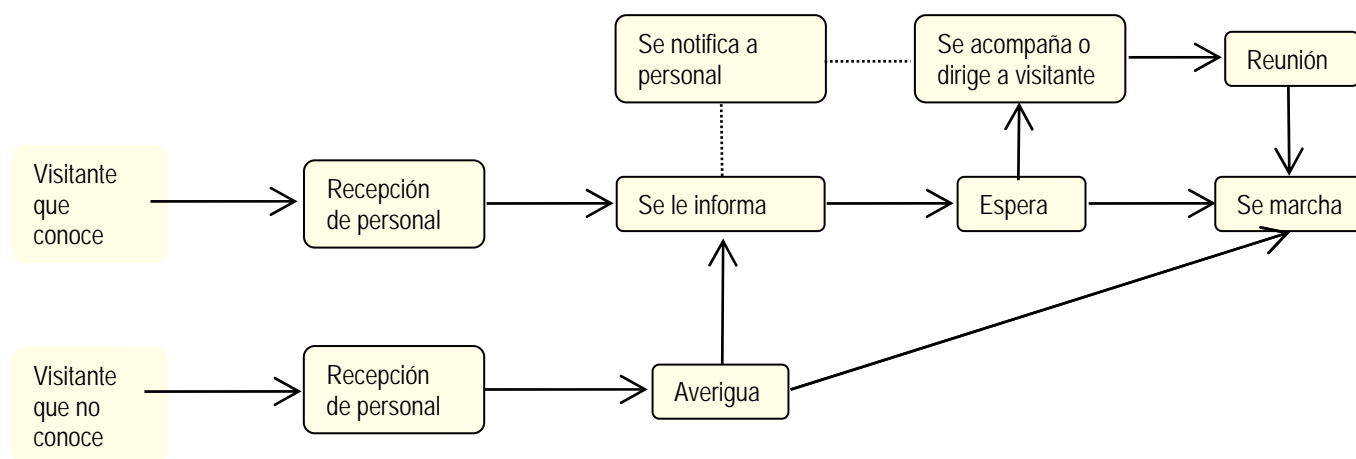 Se notifica a
personal
Se acompaña o
dirige a visitante
Reunión
Visitante
que
conoce
Recepción
de personal
Se le informa
Espera
Se marcha
Visitante
que no
conoce
Recepción
de personal
Averigua